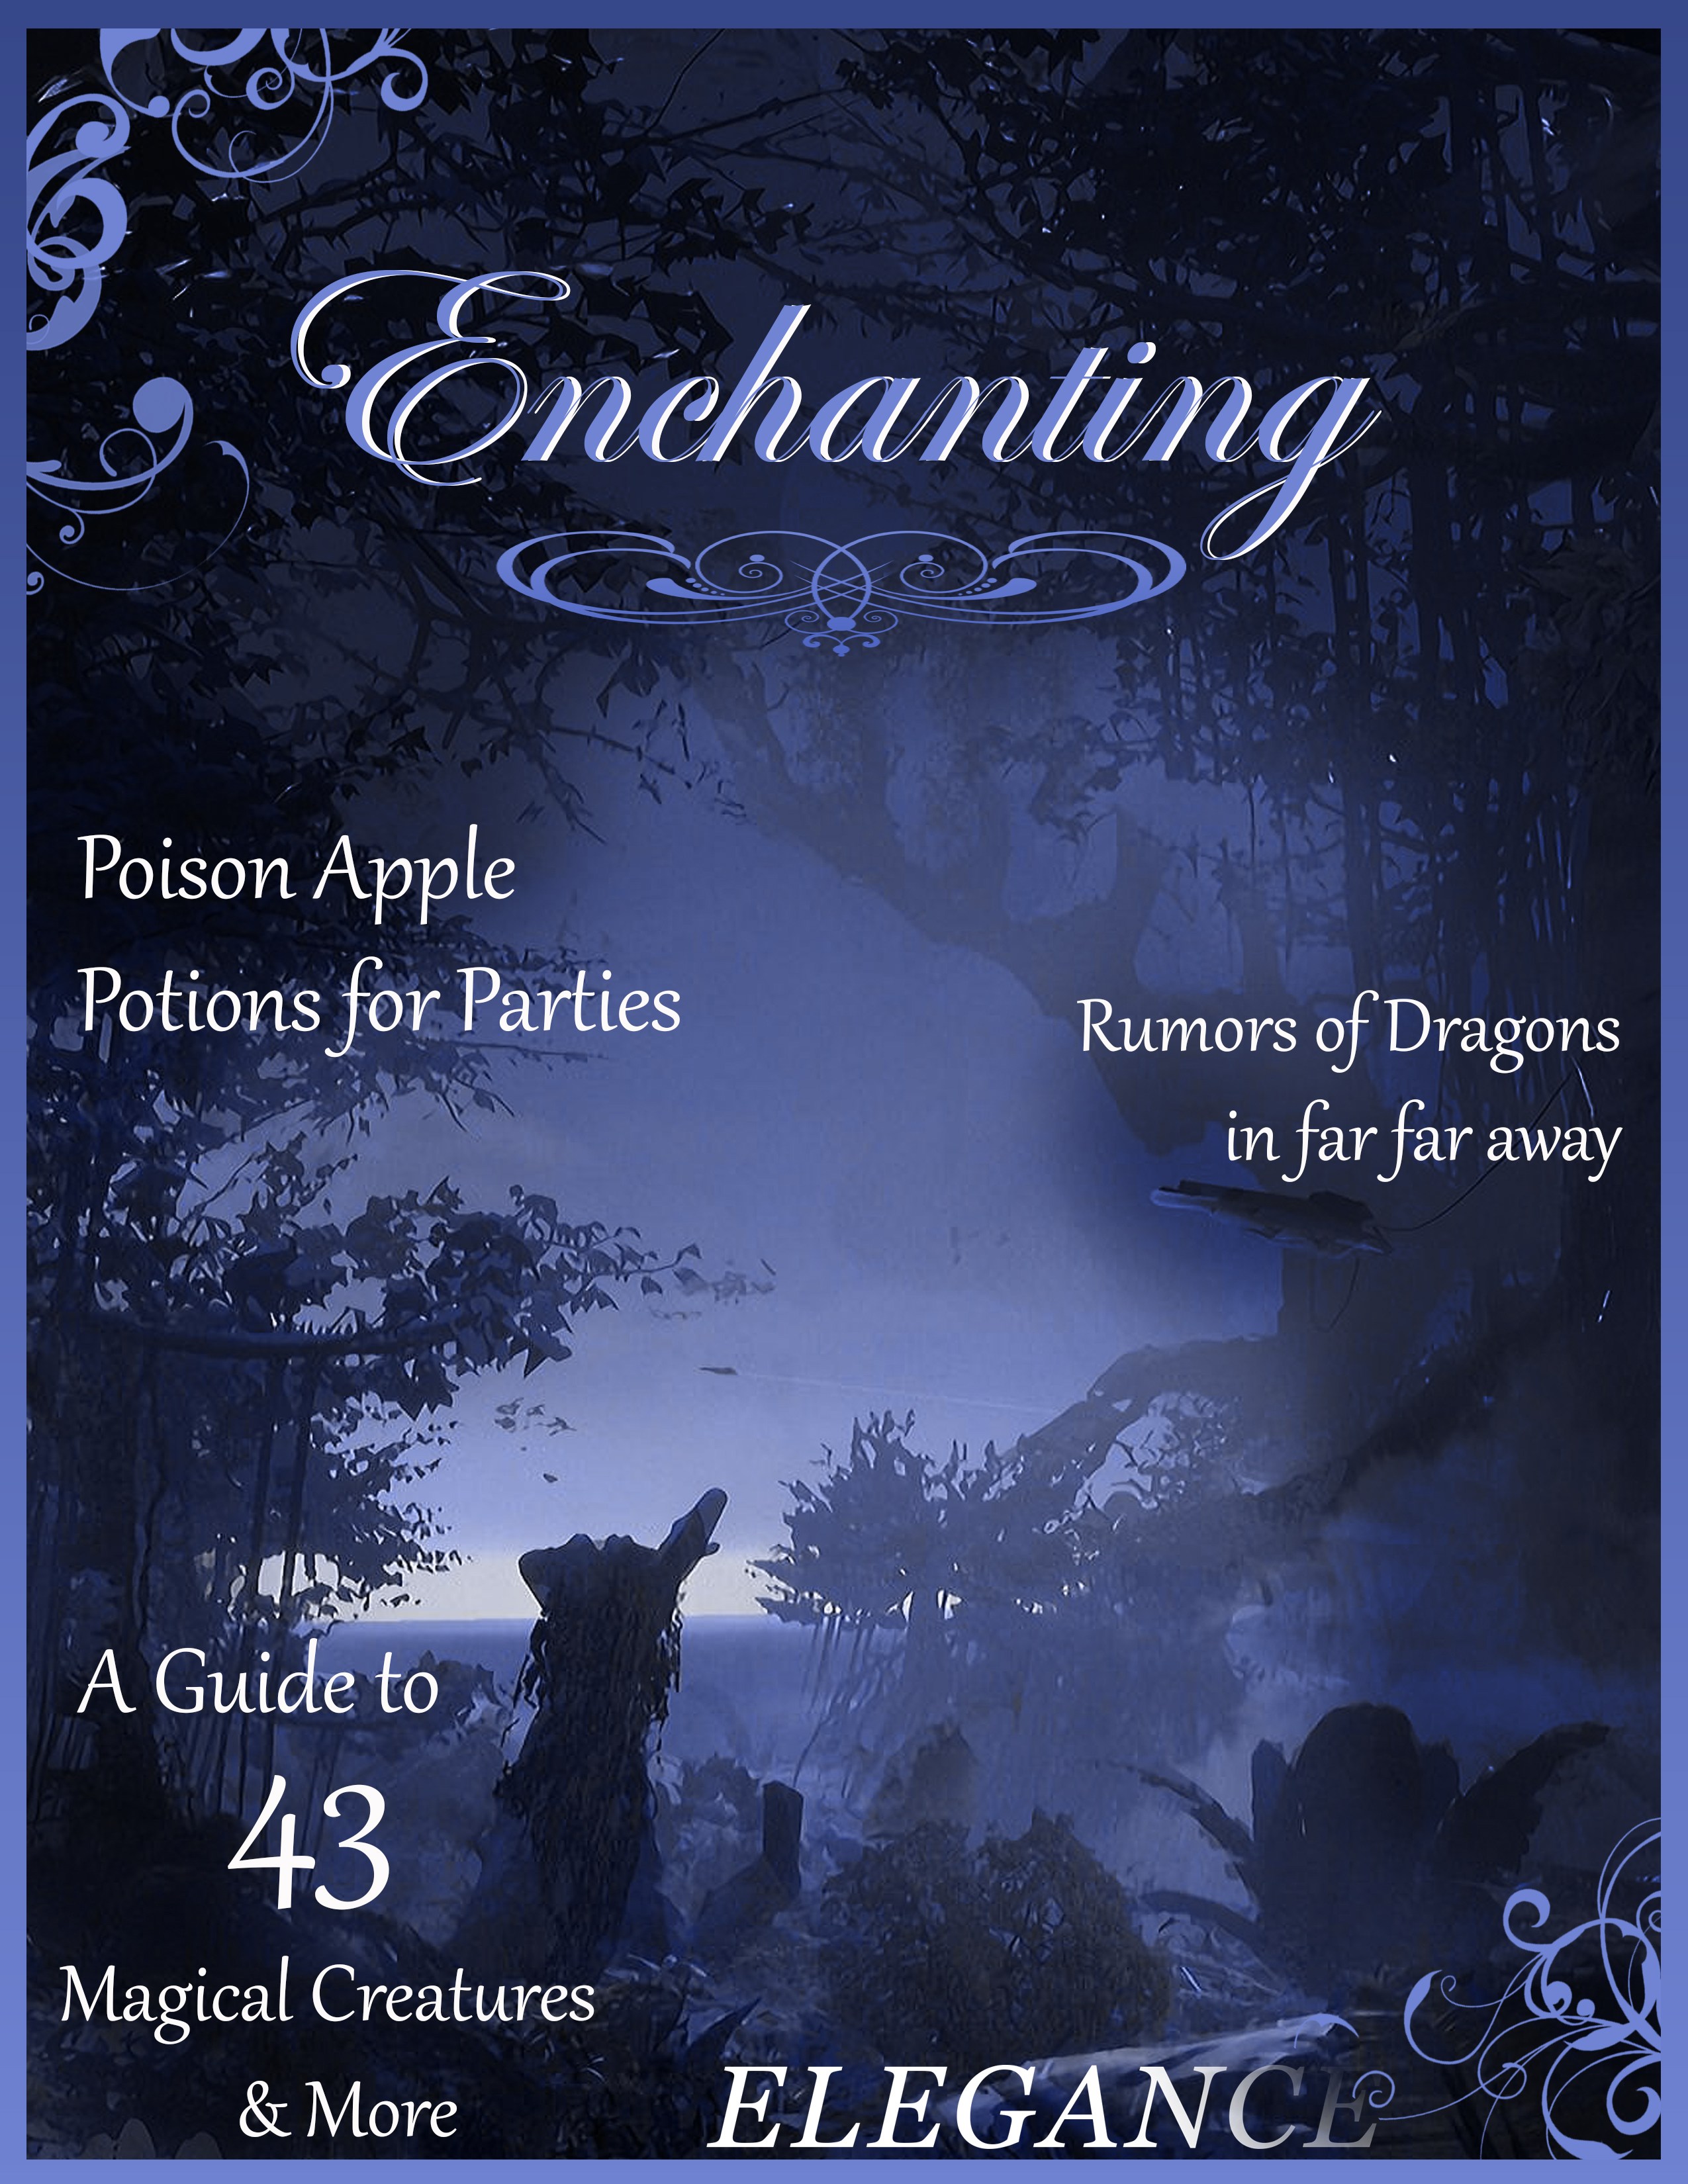 Enchanting
Poison Apple
Potions for Parties
Rumors of Dragons
in far far away
A Guide to
43
Magical Creatures
& More
ELEGANCE